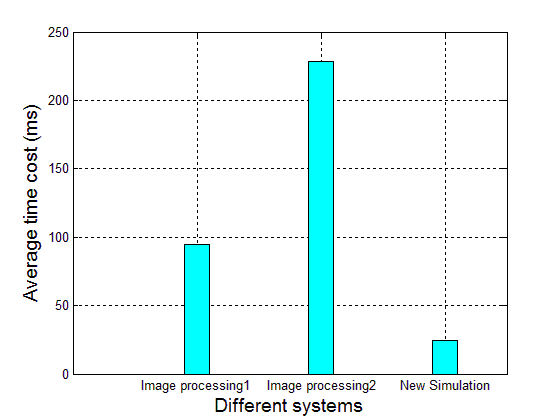 250
200
150
100
50
0
Average time cost (ms)
Image processing1 Image processing2 New Simulation
Different systems